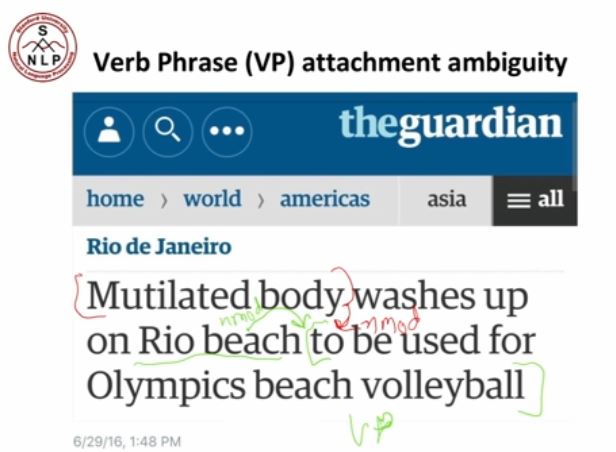 Stanford University
S
NLP
Natural Language Processing
Verb Phrase (VP) attachment ambiguity
theguardian
home › world › americas asia ≡ all
Rio de Janeiro
Mutilated body washes up
nmod
nmod
on Rio beach to be used for
Olympics beach volleyball
VP
6/29/16, 1:48 PM